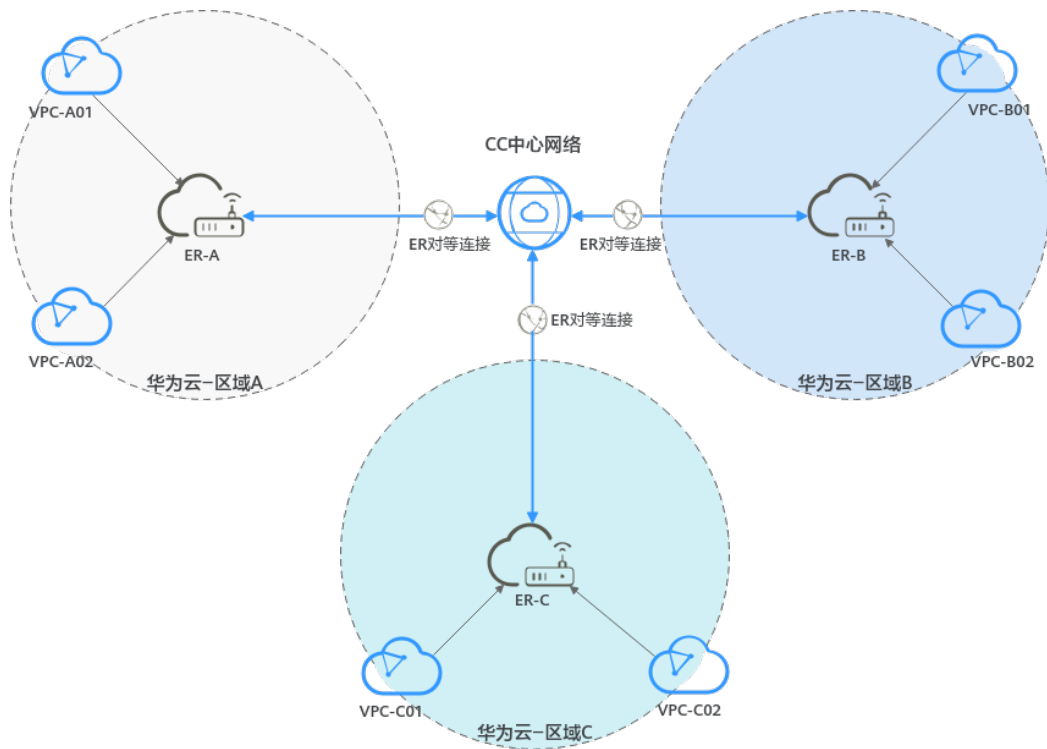 VPC-A01
VPC-B01
CC中心网络
ER-A
ER对等连接
ER对等连接
ER-B
ER对等连接
VPC-A02
VPC-B02
华为云–区域A
华为云–区域B
ER-C
VPC-C01
VPC-C02
华为云–区域C